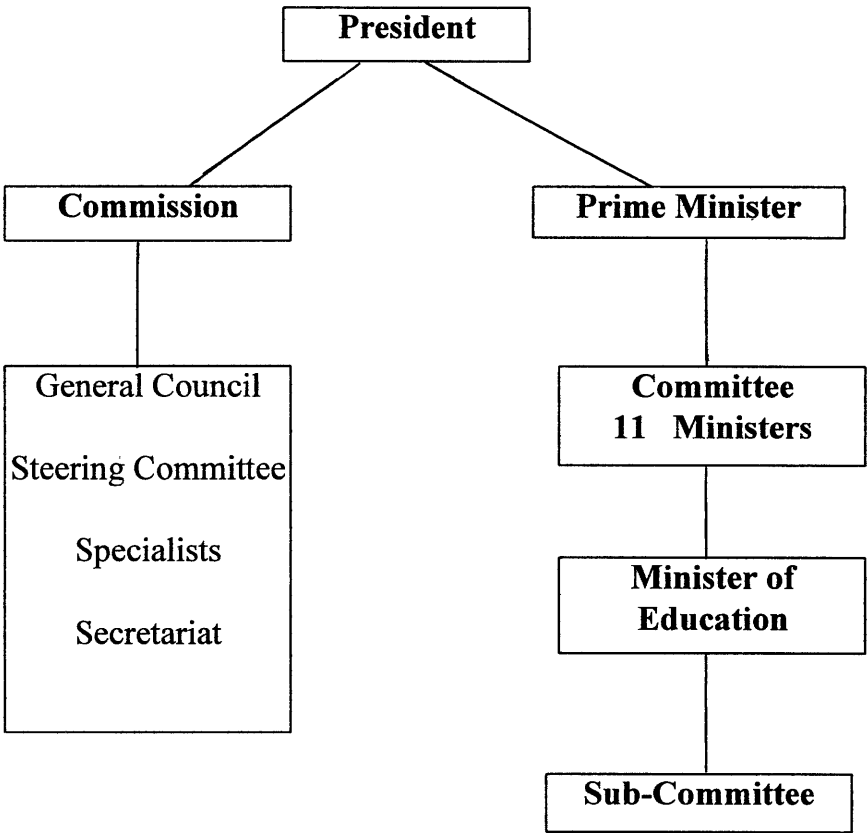 President
Commission
Prime Minister
General Council
Steering Committee
Specialists
Secretariat
Committee
11 Ministers
Minister of
Education
Sub-Committee